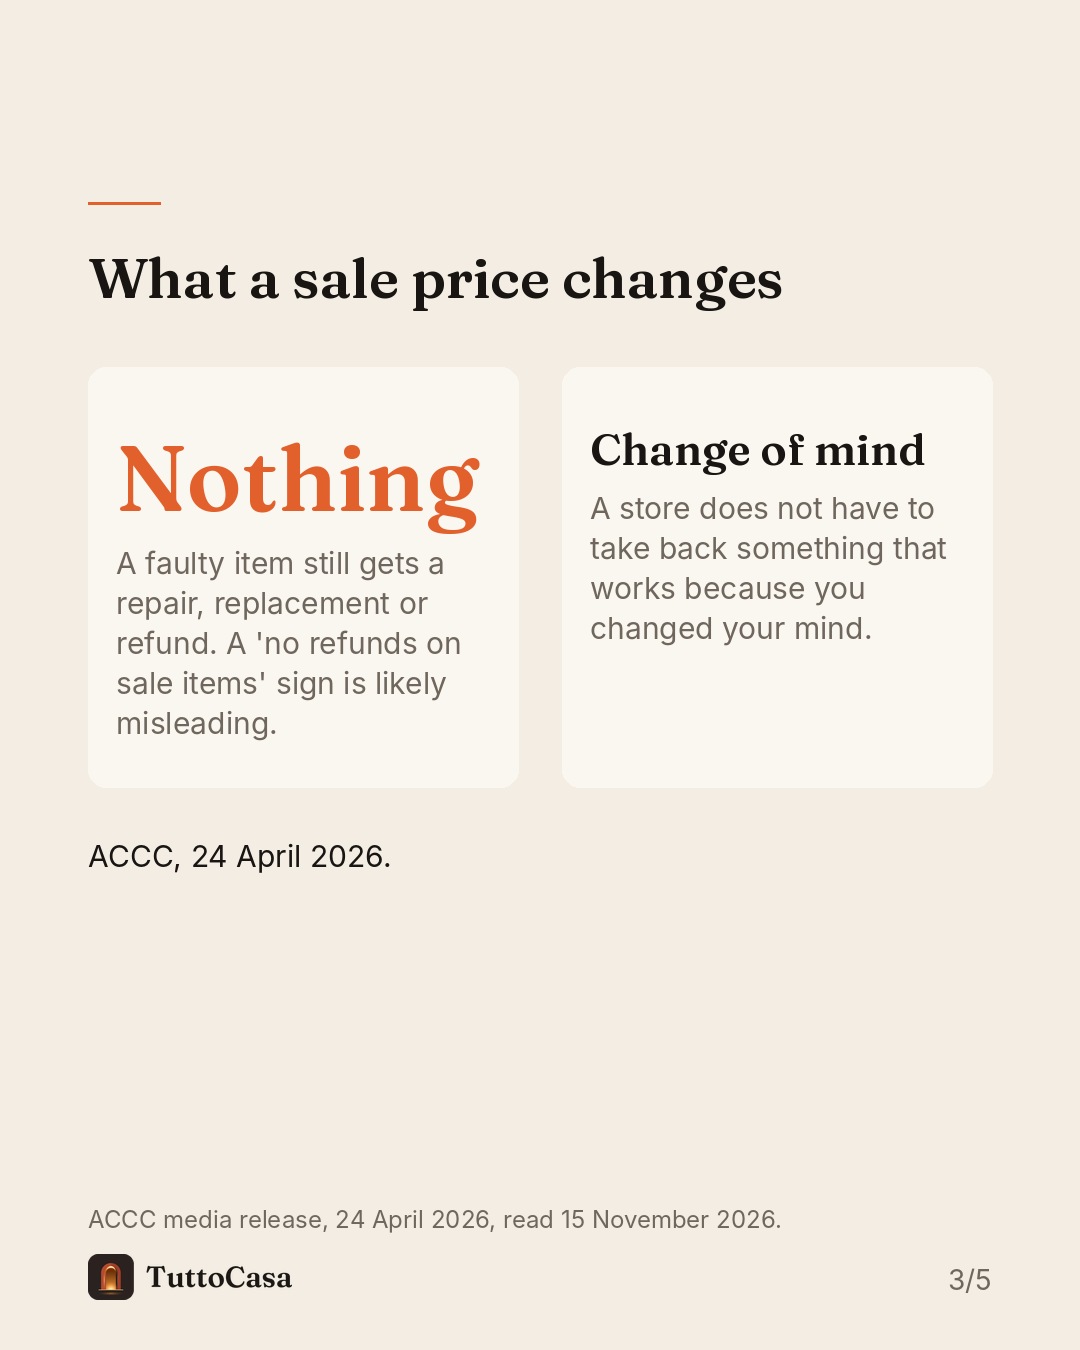 What a sale price changes
Nothing
A faulty item still gets a
repair, replacement or
refund. A 'no refunds on
sale items' sign is likely
misleading.
Change of mind
A store does not have to
take back something that
works because you
changed your mind.
ACCC, 24 April 2026.
ACCC media release, 24 April 2026, read 15 November 2026.
TuttoCasa
3/5